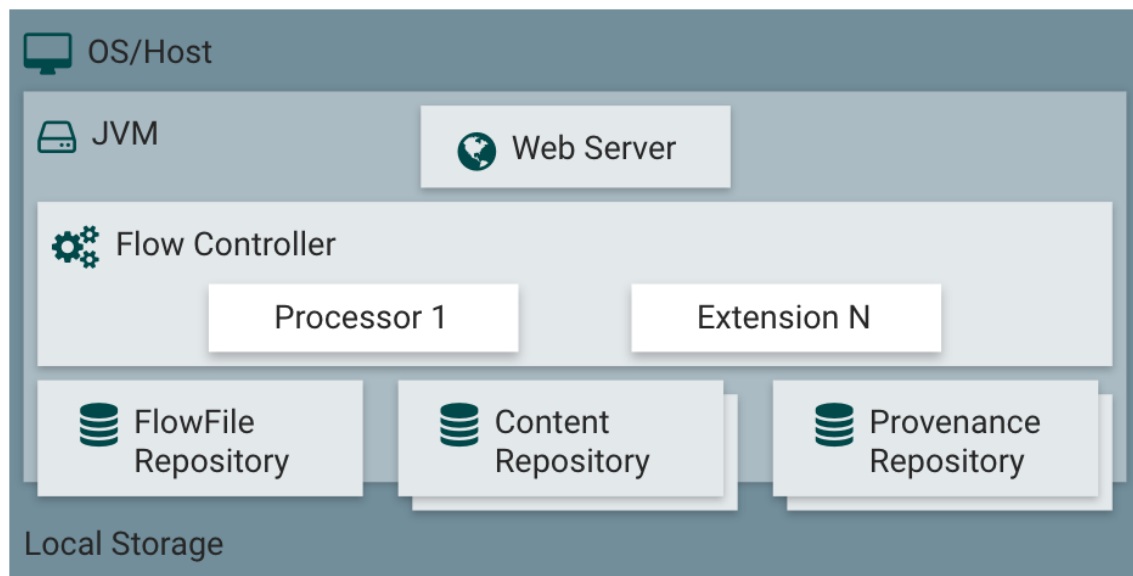 OS/Host
JVM
Web Server
Flow Controller
Processor 1
Extension N
FlowFile
Repository
Content
Repository
Provenance
Repository
Local Storage